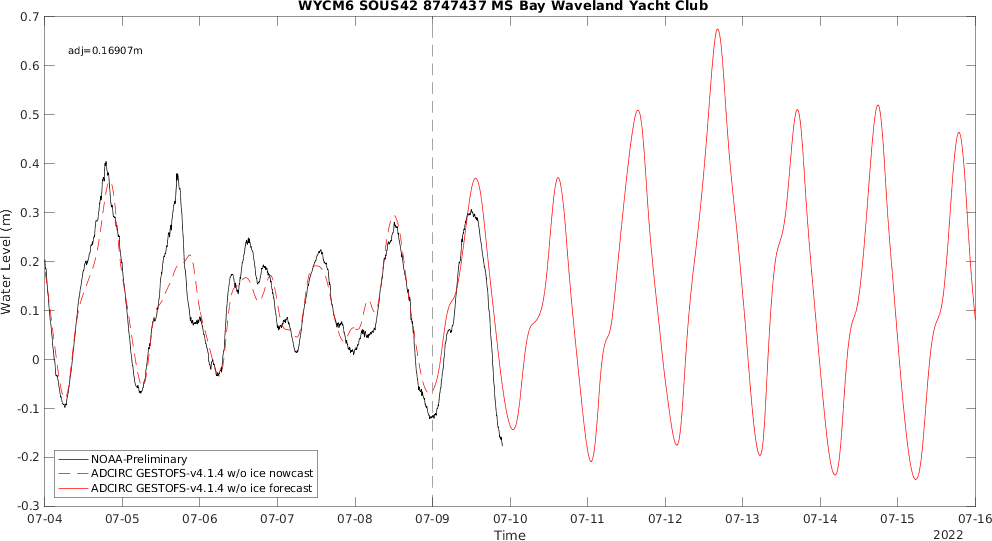 WYCM6 SOUS42 8747437 MS Bay Waveland Yacht Club
adj=0.16907m
Water Level (m)
0.7
0.6
0.5
0.4
0.3
0.2
0.1
0
-0.1
-0.2
-0.3
NOAA-Preliminary
ADCIRC GESTOFS-v4.1.4 w/o ice nowcast
ADCIRC GESTOFS-v4.1.4 w/o ice forecast
07-04 07-05 07-06 07-07 07-08 07-09 07-10 07-11 07-12 07-13 07-14 07-15 07-16
Time
2022